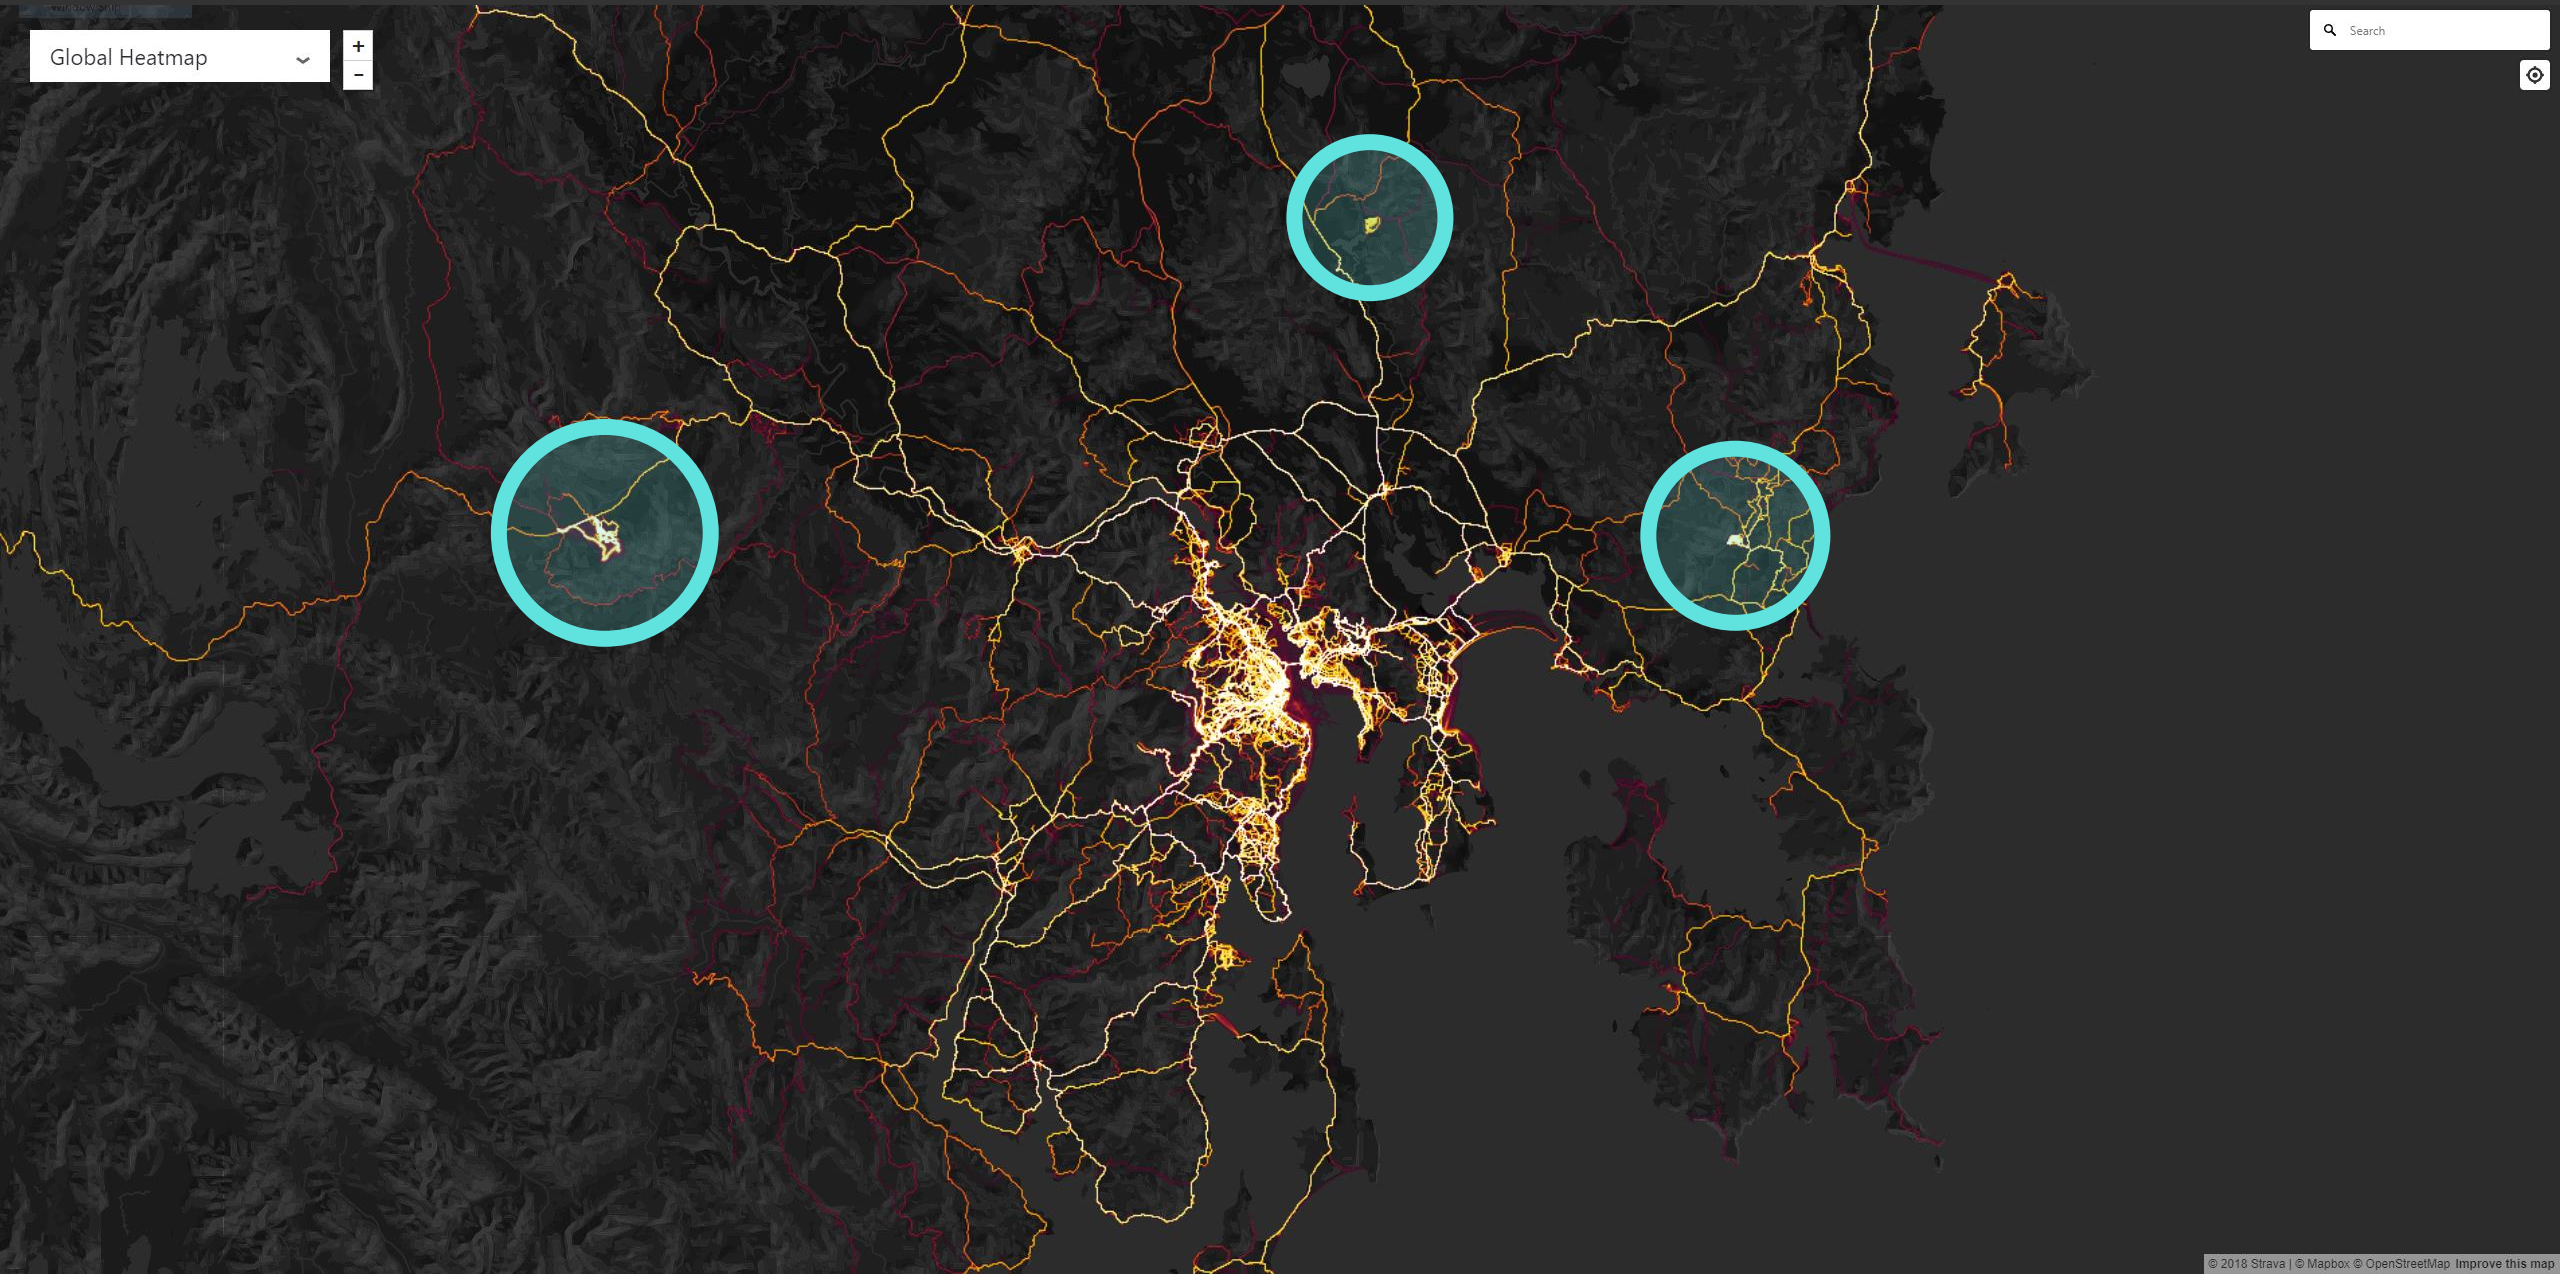 Global Heatmap
+
−
Search
© 2018 Strava | © Mapbox © OpenStreetMap Improve this map